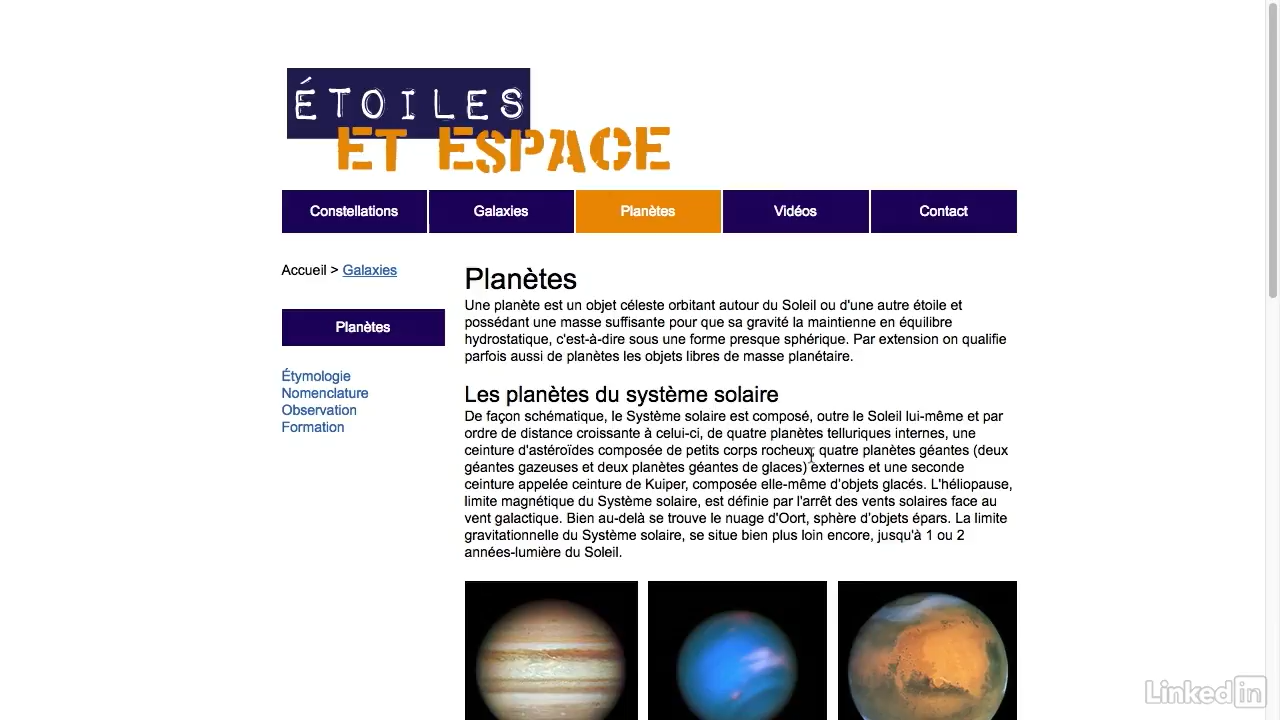 ÉTOILES
ET ESPACE
Constellations Galaxies Planètes Vidéos Contact
Accueil > Galaxies
Planètes
Étymologie
Nomenclature
Observation
Formation
Planètes
Une planète est un objet céleste orbitant autour du Soleil ou d'une autre étoile et
possédant une masse suffisante pour que sa gravité la maintienne en équilibre
hydrostatique, c'est-à-dire sous une forme presque sphérique. Par extension on qualifie
parfois aussi de planètes les objets libres de masse planétaire.
Les planètes du système solaire
De façon schématique, le Système solaire est composé, outre le Soleil lui-même et par
ordre de distance croissante à celui-ci, de quatre planètes telluriques internes, une
ceinture d'astéroïdes composée de petits corps rocheux, quatre planètes géantes (deux
géantes gazeuses et deux planètes géantes de glaces) externes et une seconde
ceinture appelée ceinture de Kuiper, composée elle-même d'objets glacés. L'héliopause,
limite magnétique du Système solaire, est définie par l'arrêt des vents solaires face au
vent galactique. Bien au-delà se trouve le nuage d'Oort, sphère d'objets épars. La limite
gravitationnelle du Système solaire, se situe bien plus loin encore, jusqu'à 1 ou 2
années-lumière du Soleil.
Linked in